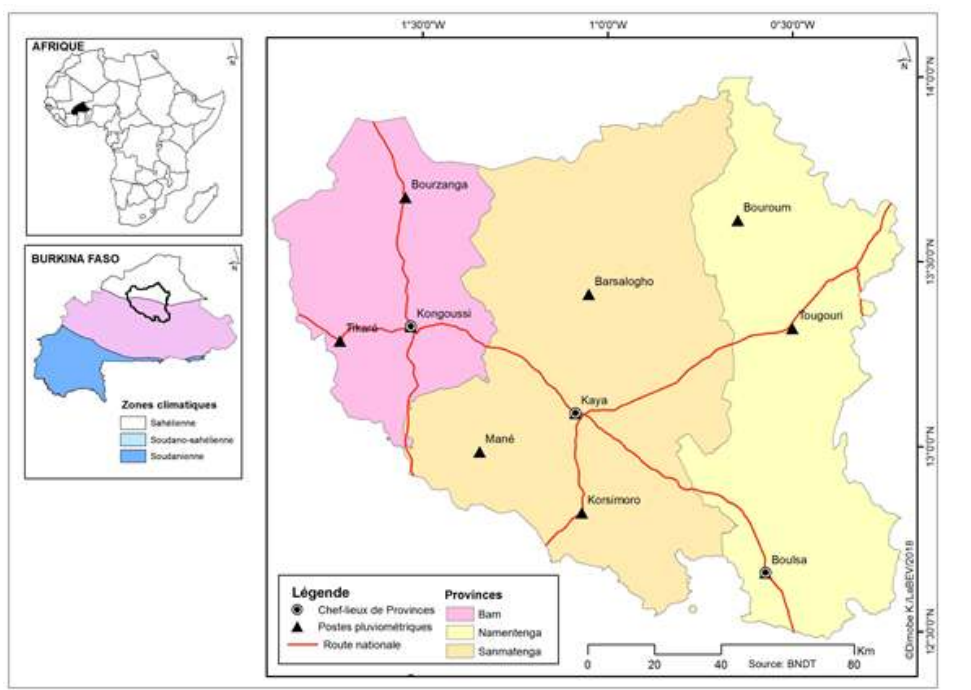 1°30'0"W
1°0'0"W
0°30'0"W
AFRIQUE
N
BURKINA FASO
N
Zones climatiques
Sahélienne
Soudano-sahélienne
Soudanienne
N
14°0'0"N
13°30'0"N
13°0'0"N
12°30'0"N
Bourzanga
Bouroum
Barsalogho
Kongoussi
Tikaré
Tougouri
Kaya
Mané
Korsimoro
Boulsa
Légende
Chef-lieux de Provinces
Postes pluviométriques
Route nationale
Provinces
Bam
Namentenga
Sanmatenga
Km
0
20
40
80
Source: BNDT
©Dimobe K./LaBEV/2018